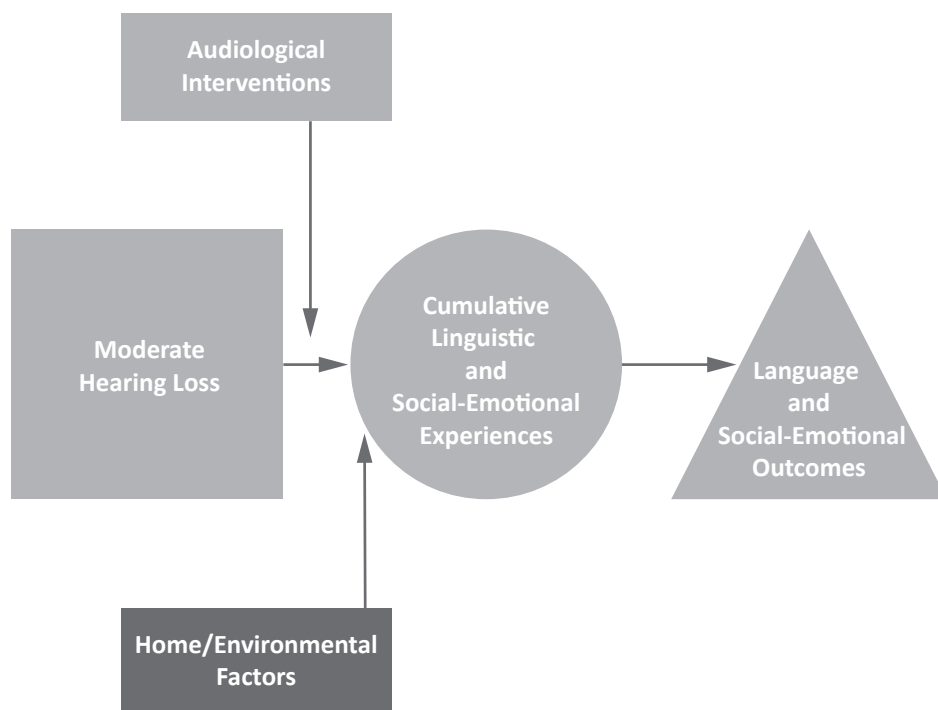 Audiological
Interventions
Moderate
Hearing Loss
Cumulative
Linguistic
and
Social-Emotional
Experiences
Language
and
Social-Emotional
Outcomes
Home/Environmental
Factors